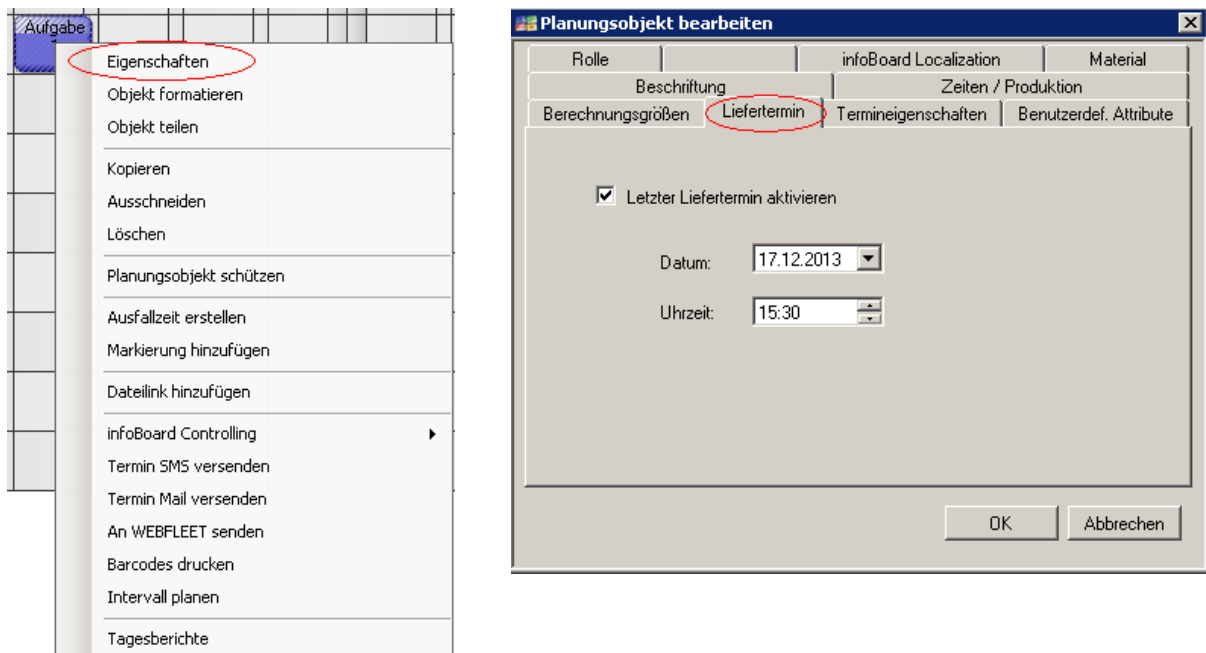 Aufgabe
Eigenschaften
Objekt formatieren
Objekt teilen
Kopieren
Ausschneiden
Löschen
Planungsobjekt schützen
Ausfallzeit erstellen
Markierung hinzufügen
Dateilink hinzufügen
infoBoard Controlling
Termin SMS versenden
Termin Mail versenden
An WEBFLEET senden
Barcodes drucken
Intervall planen
Tagesberichte
Planungsobjekt bearbeiten
Rolle infoBoard Localization Material
Beschriftung Zeiten / Produktion
Berechnungsgrößen Liefertermin Termineigenschaften Benutzerdef. Attribute
Letzter Liefertermin aktivieren
Datum: 17.12.2013
Uhrzeit: 15:30
OK Abbrechen